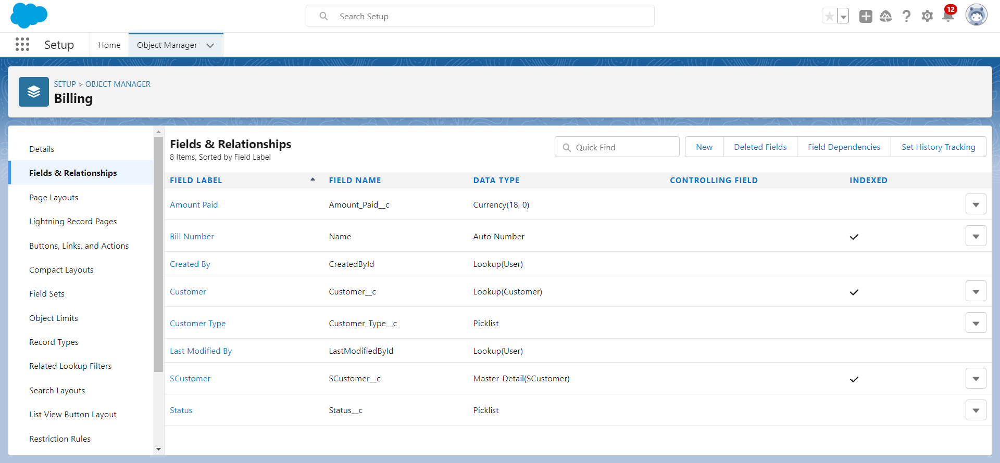 Search Setup
12
Setup
Home
Object Manager
SETUP > OBJECT MANAGER
Billing
Details
Fields & Relationships
Page Layouts
Lightning Record Pages
Buttons, Links, and Actions
Compact Layouts
Field Sets
Object Limits
Record Types
Related Lookup Filters
Search Layouts
List View Button Layout
Restriction Rules
Fields & Relationships
8 Items, Sorted by Field Label
Quick Find
New
Deleted Fields
Field Dependencies
Set History Tracking
FIELD LABEL FIELD NAME DATA TYPE CONTROLLING FIELD INDEXED
Amount Paid Amount_Paid__c Currency(18, 0)
Bill Number Name Auto Number
Created By CreatedById Lookup(User)
Customer Customer__c Lookup(Customer)
Customer Type Customer_Type__c Picklist
Last Modified By LastModifiedById Lookup(User)
SCustomer SCustomer__c Master-Detail(SCustomer)
Status Status__c Picklist